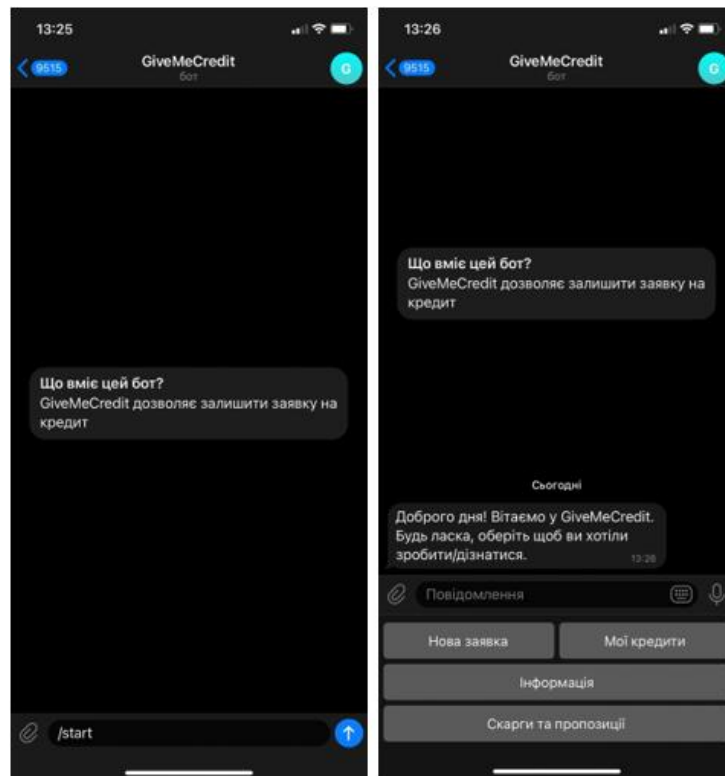 13:25
9515
GiveMeCredit
бот
G
Що вміє цей бот?
GiveMeCredit дозволяє залишити заявку на
кредит
/start
13:26
9515
GiveMeCredit
бот
G
Що вміє цей бот?
GiveMeCredit дозволяє залишити заявку на
кредит
Сьогодні
Доброго дня! Вітаємо у GiveMeCredit.
Будь ласка, оберіть щоб ви хотіли
зробити/дізнатися.
13:26
Повідомлення
Нова заявка
Мої кредити
Інформація
Скарги та пропозиції